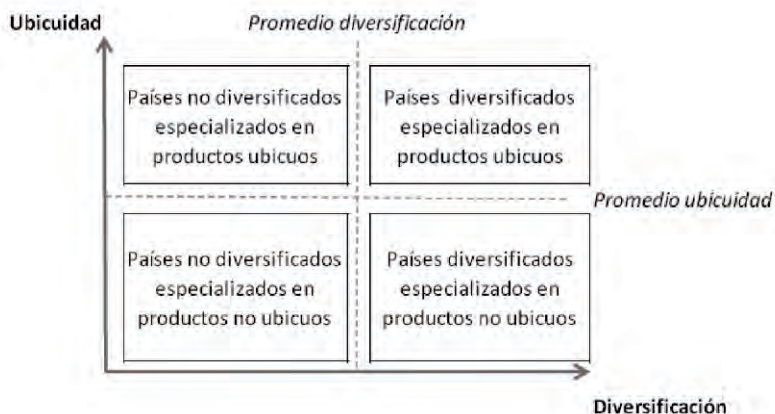 Ubicuidad
Promedio diversificación
Países no diversificados
especializados en
productos ubicuos
Países diversificados
especializados en
productos ubicuos
Promedio ubicuidad
Países no diversificados
especializados en
productos no ubicuos
Países diversificados
especializados en
productos no ubicuos
Diversificación